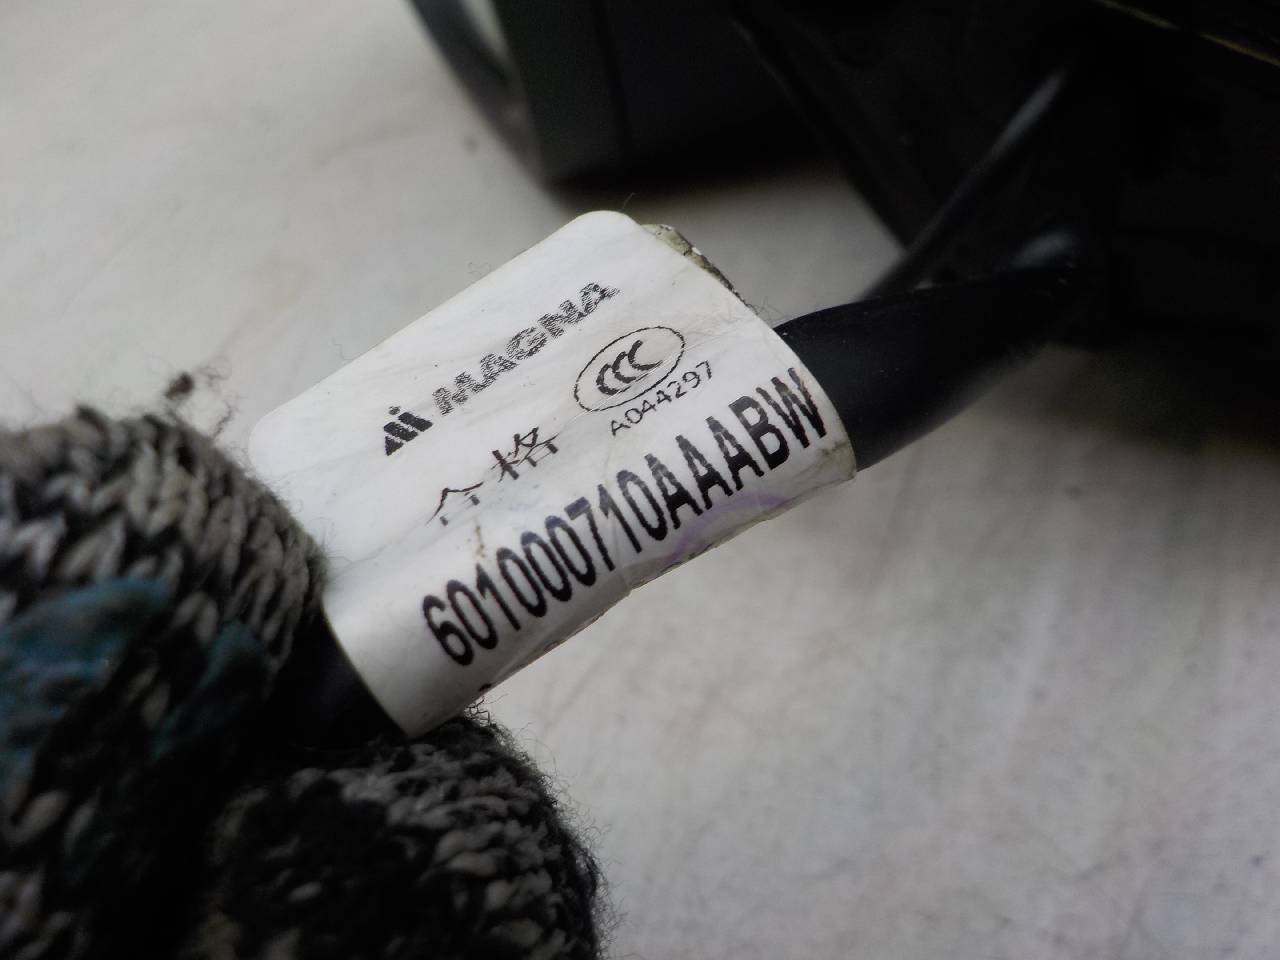 MAGNA
CCC
A044297
合格
601000710AAABW